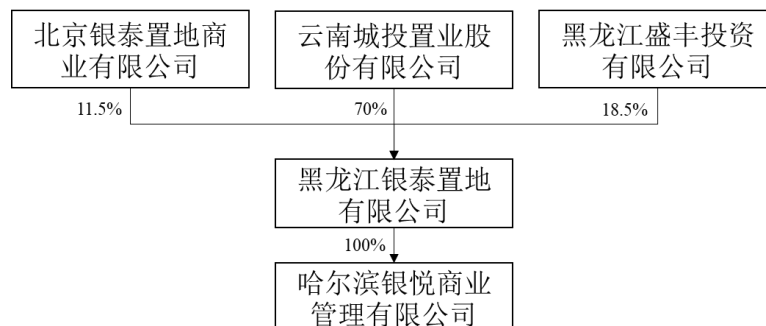 北京银泰置地商
业有限公司
云南城投置业股
份有限公司
黑龙江盛丰投资
有限公司
11.5%
70%
18.5%
黑龙江银泰置地
有限公司
100%
哈尔滨银悦商业
管理有限公司